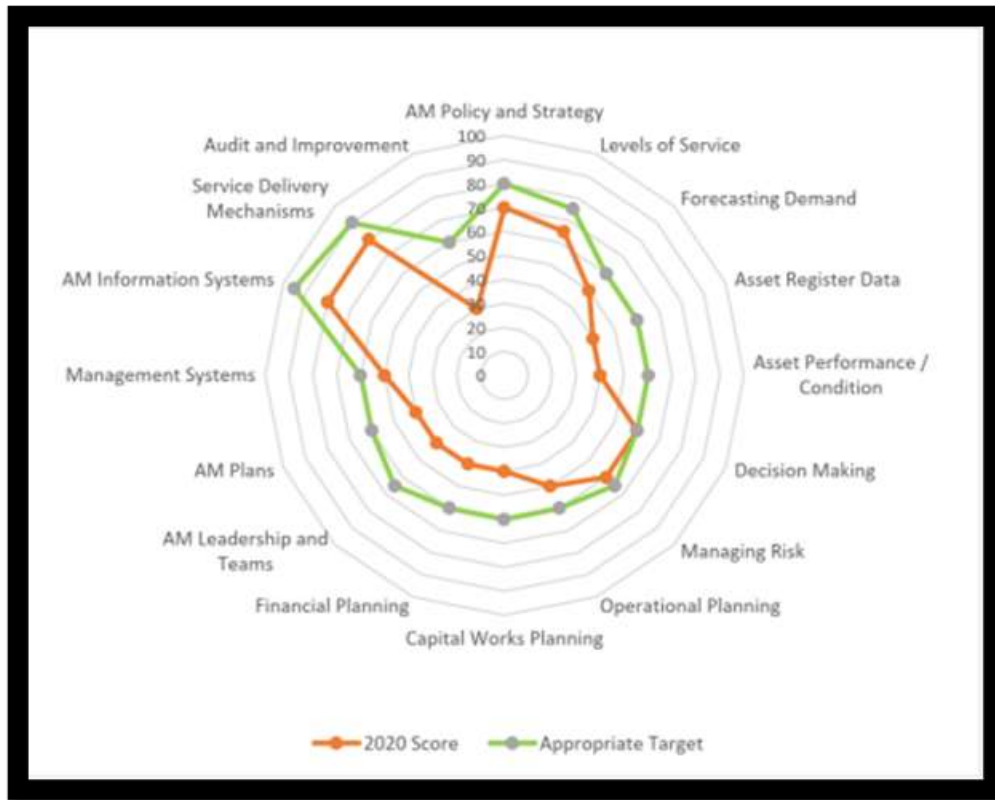 AM Policy and Strategy
Levels of Service
Forecasting Demand
Asset Register Data
Asset Performance /
Condition
Decision Making
Managing Risk
Operational Planning
Capital Works Planning
Financial Planning
AM Leadership and
Teams
AM Plans
Management Systems
AM Information Systems
Service Delivery
Mechanisms
Audit and Improvement
100
90
80
70
60
50
40
30
20
10
0
2020 Score
Appropriate Target